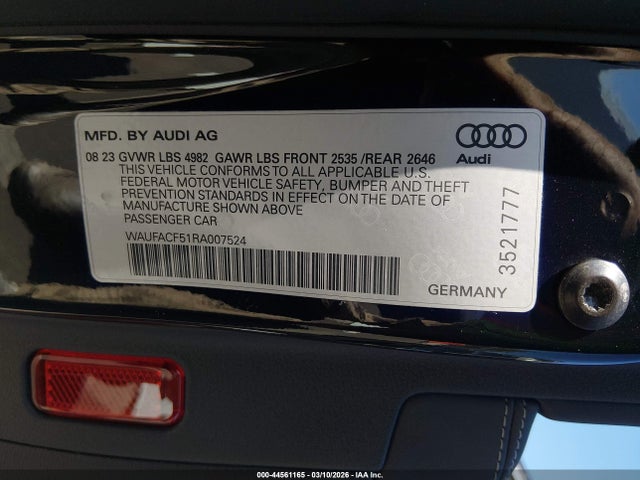 MFD. BY AUDI AG
08 23 GVWR LBS 4982 GAWR LBS FRONT 2535 /REAR 2646
THIS VEHICLE CONFORMS TO ALL APPLICABLE U.S.
FEDERAL MOTOR VEHICLE SAFETY, BUMPER AND THEFT
PREVENTION STANDARDS IN EFFECT ON THE DATE OF
MANUFACTURE SHOWN ABOVE
PASSENGER CAR
WAUFACF51RA007524
Audi
3521777
GERMANY
000-44561165 - 03/10/2026 - IAA Inc.